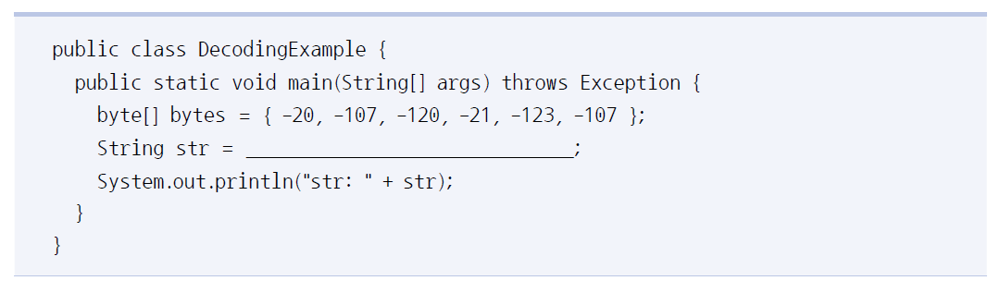 public class DecodingExample {
public static void main(String[] args) throws Exception {
byte[] bytes = { -20, -107, -120, -21, -123, -107 };
String str = ______________________________;
System.out.println("str: " + str);
}
}